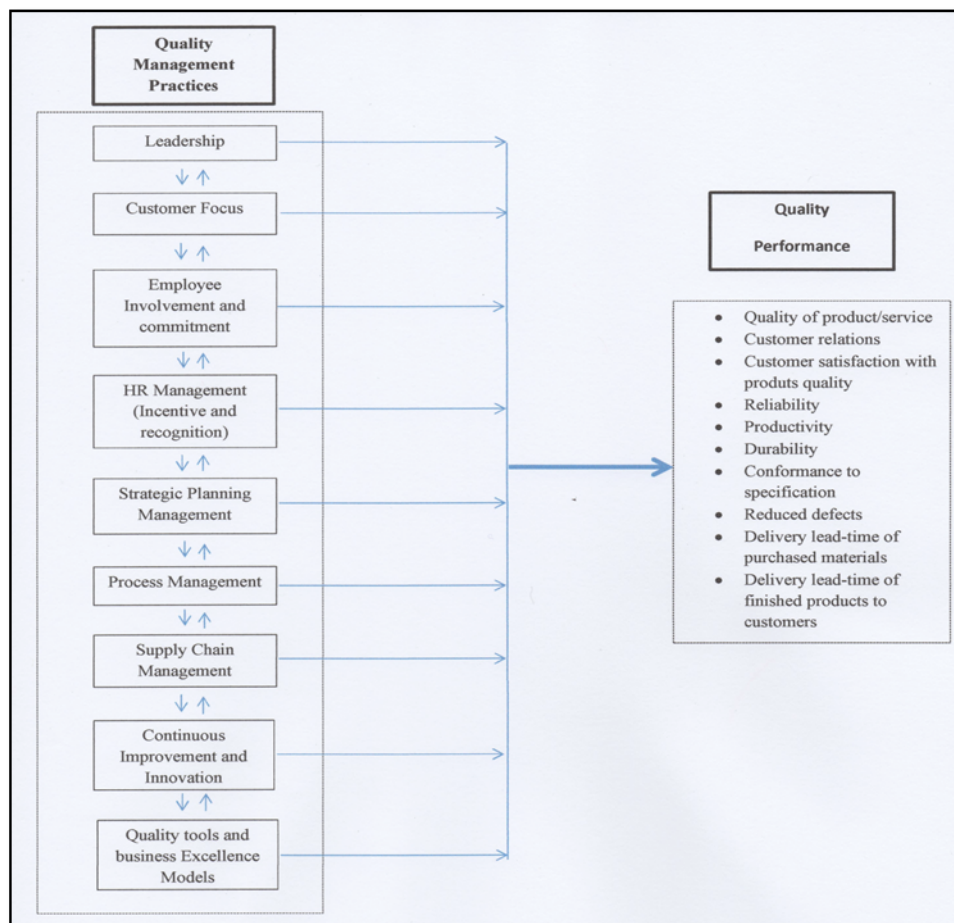 Quality
Management
Practices
Leadership
Customer Focus
Employee
Involvement and
commitment
HR Management
(Incentive and
recognition)
Strategic Planning
Management
Process Management
Supply Chain
Management
Continuous
Improvement and
Innovation
Quality tools and
business Excellence
Models
Quality
Performance
• Quality of product/service
• Customer relations
• Customer satisfaction with
produts quality
• Reliability
• Productivity
• Durability
• Conformance to
specification
• Reduced defects
• Delivery lead-time of
purchased materials
• Delivery lead-time of
finished products to
customers